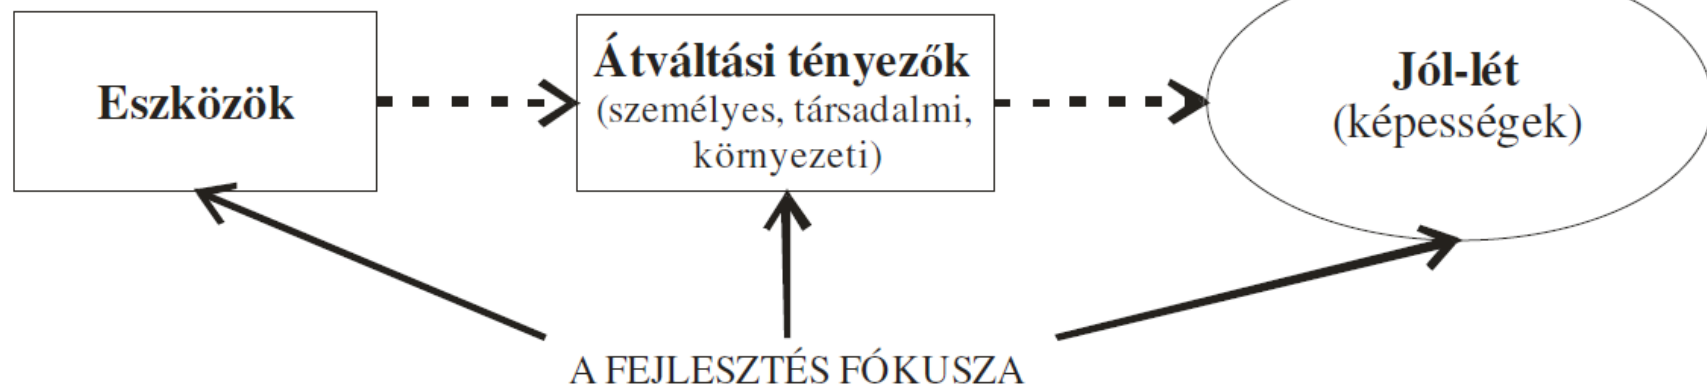 Eszközök
Átváltási tényezők
(személyes, társadalmi,
környezeti)
Jól-lét
(képességek)
A FEJLESZTÉS FÓKUSZA